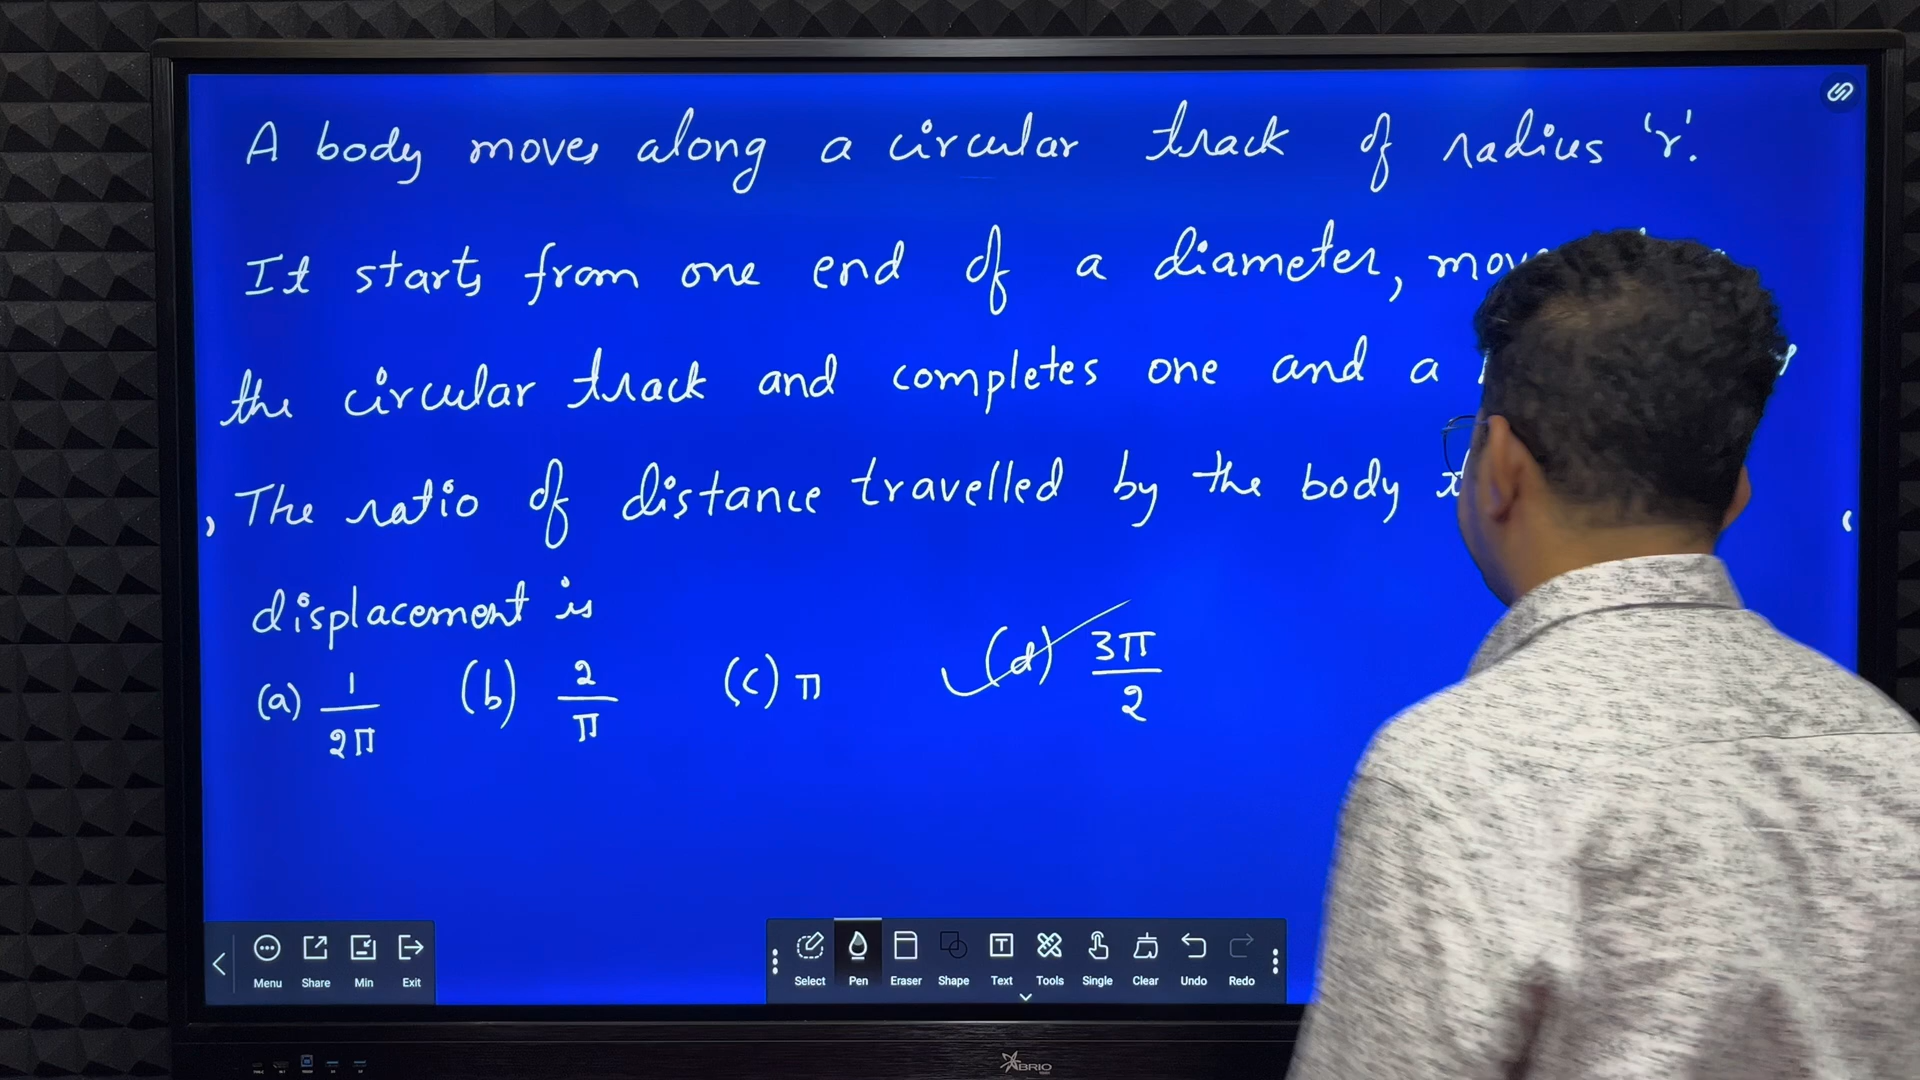 A body moves along a circular track of radius 'r'.
It starts from one end of a diameter,
the circular track and completes one and a
The ratio of distance travelled by the body
displacement is
(a) 1/2π (b) 2/π (c) π (d) 3π/2
Menu Share Min Exit
Select Pen Eraser Shape Text Tools Single Clear Undo Redo
ABRIO